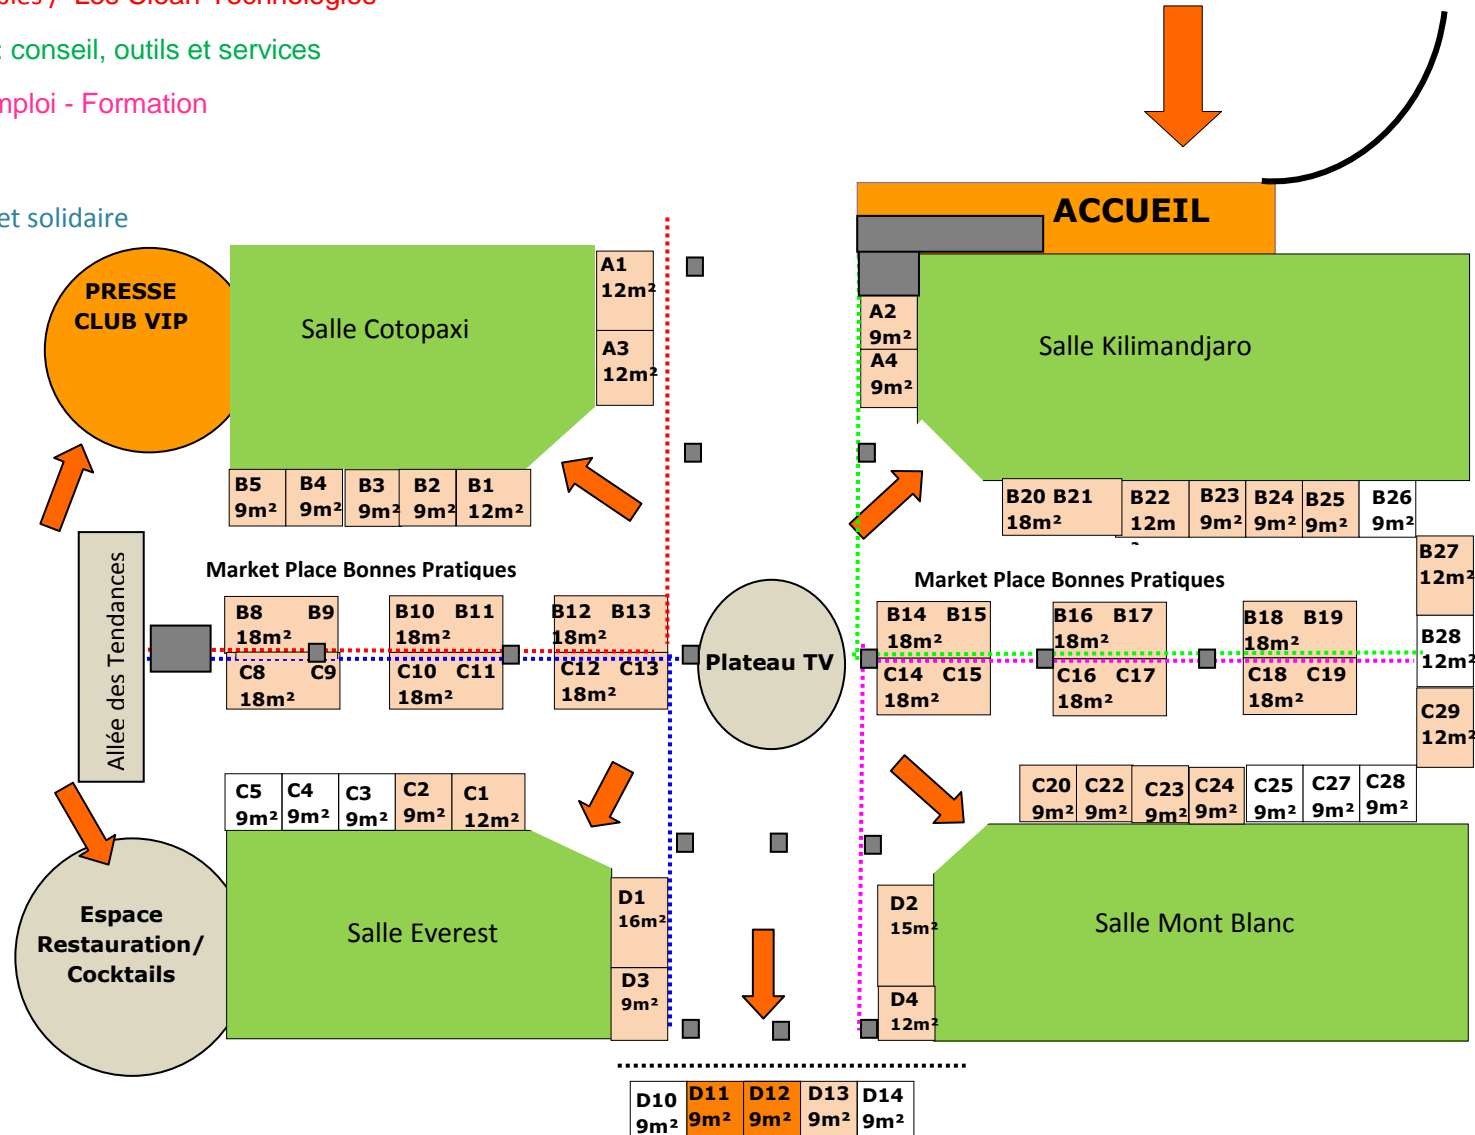 Les Clean Technologies
: conseil, outils et services
mploi - Formation
et solidaire
ACCUEIL
PRESSE
CLUB VIP
Salle Cotopaxi
A1
12m²
A3
12m²
A2
9m²
A4
9m²
Salle Kilimandjaro
B5
9m²
B4
9m²
B3
9m²
B2
9m²
B1
12m²
B20 B21
18m²
B22
12m
B23
9m²
B24
9m²
B25
9m²
B26
9m²
B27
12m²
B28
12m²
C29
12m²
Allée des Tendances
Market Place Bonnes Pratiques
Market Place Bonnes Pratiques
B8 B9
18m²
B10 B11
18m²
B12 B13
18m²
C8 C9
18m²
C10 C11
18m²
C12 C13
18m²
Plateau TV
B14 B15
18m²
B16 B17
18m²
B18 B19
18m²
C14 C15
18m²
C16 C17
18m²
C18 C19
18m²
C5
9m²
C4
9m²
C3
9m²
C2
9m²
C1
12m²
C20
9m²
C22
9m²
C23
9m²
C24
9m²
C25
9m²
C27
9m²
C28
9m²
Espace
Restauration/
Cocktails
Salle Everest
D1
16m²
D3
9m²
D2
15m²
D4
12m²
Salle Mont Blanc
D10
9m²
D11
9m²
D12
9m²
D13
9m²
D14
9m²